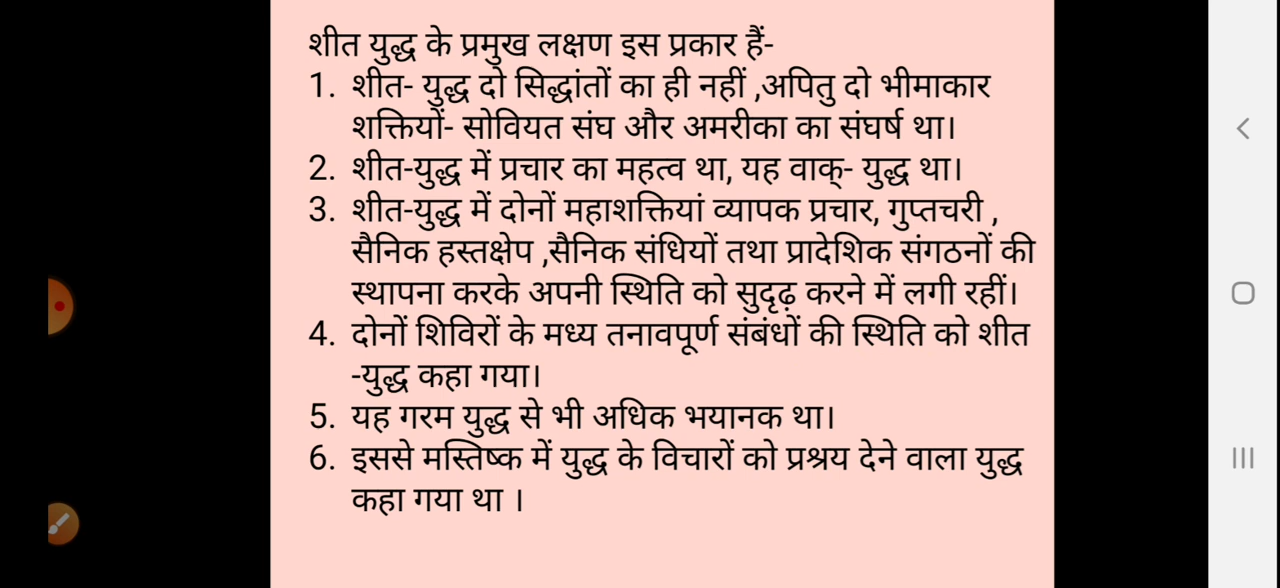 शीत युद्ध के प्रमुख लक्षण इस प्रकार हैं-
1. शीत- युद्ध दो सिद्धांतों का ही नहीं ,अपितु दो भीमाकार
शक्तियों- सोवियत संघ और अमरीका का संघर्ष था।
2. शीत-युद्ध में प्रचार का महत्व था, यह वाक्- युद्ध था।
3. शीत-युद्ध में दोनों महाशक्तियां व्यापक प्रचार, गुप्तचरी ,
सैनिक हस्तक्षेप ,सैनिक संधियों तथा प्रादेशिक संगठनों की
स्थापना करके अपनी स्थिति को सुदृढ़ करने में लगी रहीं।
4. दोनों शिविरों के मध्य तनावपूर्ण संबंधों की स्थिति को शीत
-युद्ध कहा गया।
5. यह गरम युद्ध से भी अधिक भयानक था।
6. इससे मस्तिष्क में युद्ध के विचारों को प्रश्रय देने वाला युद्ध
कहा गया था ।